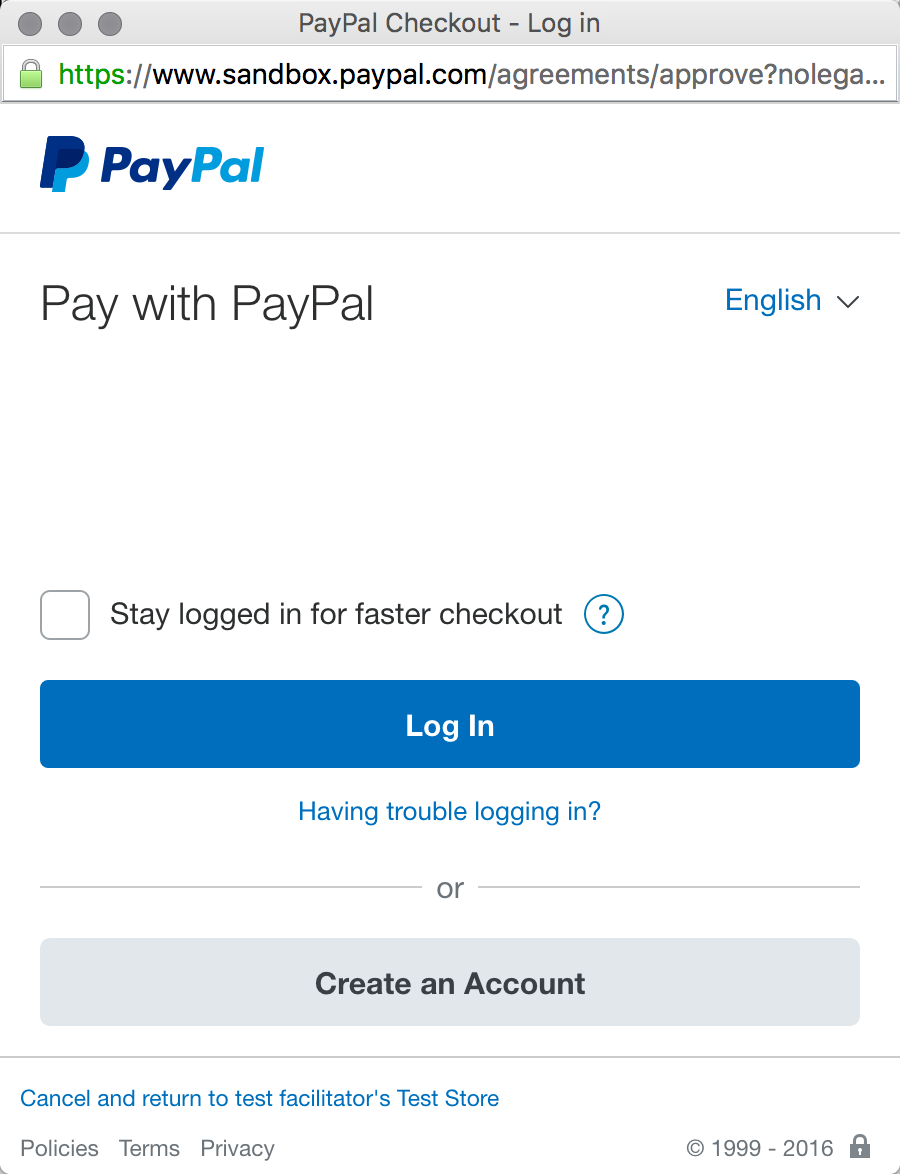 PayPal Checkout - Log in
https://www.sandbox.paypal.com/agreements/approve?nolega...
PayPal
Pay with PayPal
English
Stay logged in for faster checkout ?
Log In
Having trouble logging in?
or
Create an Account
Cancel and return to test facilitator's Test Store
Policies Terms Privacy © 1999 - 2016